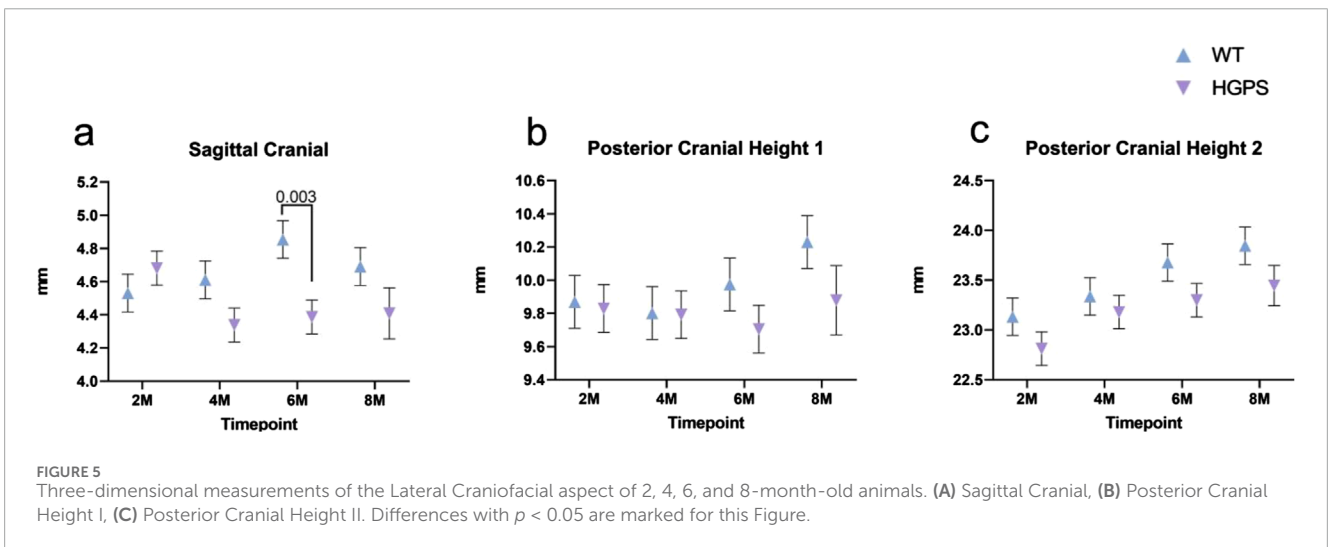 WT
HGPS
a
Sagittal Cranial
5.2
5.0
4.8
4.6
4.4
4.2
4.0
mm
0.003
2M 4M 6M 8M
Timepoint
b
Posterior Cranial Height 1
10.6
10.4
10.2
10.0
9.8
9.6
9.4
mm
2M 4M 6M 8M
Timepoint
c
Posterior Cranial Height 2
24.5
24.0
23.5
23.0
22.5
mm
2M 4M 6M 8M
Timepoint
FIGURE 5
Three-dimensional measurements of the Lateral Craniofacial aspect of 2, 4, 6, and 8-month-old animals. (A) Sagittal Cranial, (B) Posterior Cranial
Height I, (C) Posterior Cranial Height II. Differences with p < 0.05 are marked for this Figure.